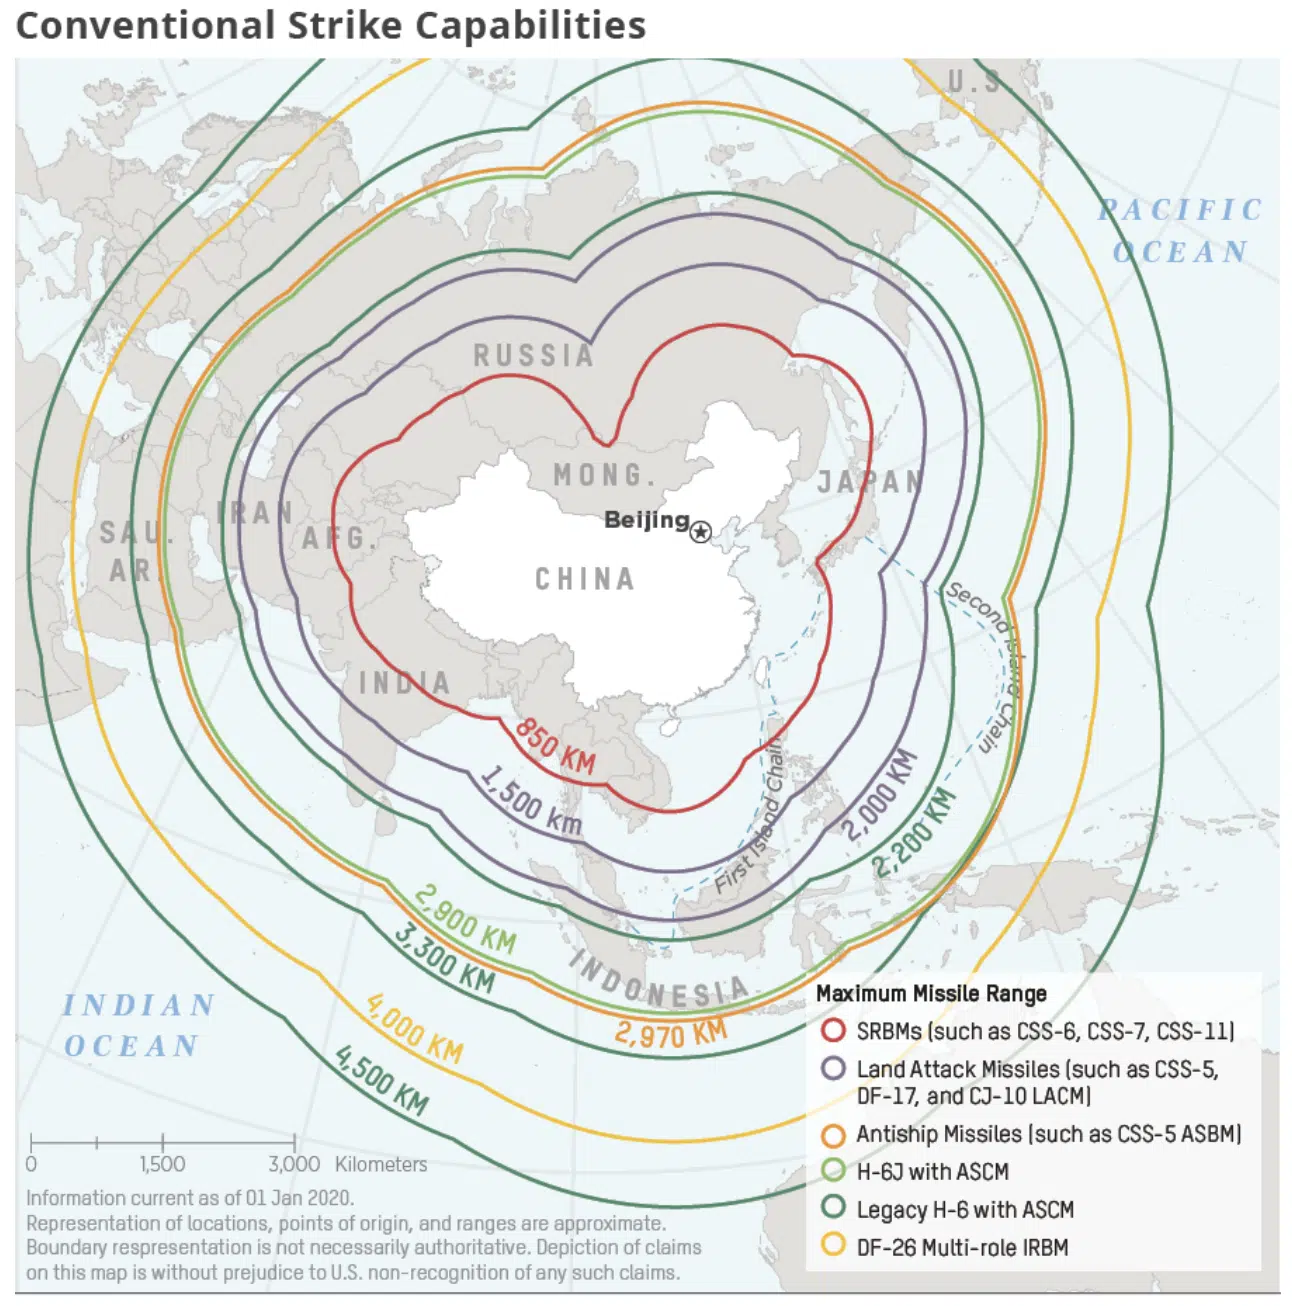 Conventional Strike Capabilities
U.S.
PACIFIC
OCEAN
RUSSIA
MONG.
JAPAN
Beijing
CHINA
IRAN
AFG.
SAU.
AR.
INDIA
Second Island Chain
First Island Chain
850 KM
1,500 km
2,000 KM
2,200 KM
2,900 KM
3,300 KM
INDONESIA
2,970 KM
4,000 KM
4,500 KM
INDIAN
OCEAN
Maximum Missile Range
SRBMs (such as CSS-6, CSS-7, CSS-11)
Land Attack Missiles (such as CSS-5,
DF-17, and CJ-10 LACM)
Antiship Missiles (such as CSS-5 ASBM)
H-6J with ASCM
Legacy H-6 with ASCM
DF-26 Multi-role IRBM
0 1,500 3,000 Kilometers
Information current as of 01 Jan 2020.
Representation of locations, points of origin, and ranges are approximate.
Boundary respresentation is not necessarily authoritative. Depiction of claims
on this map is without prejudice to U.S. non-recognition of any such claims.